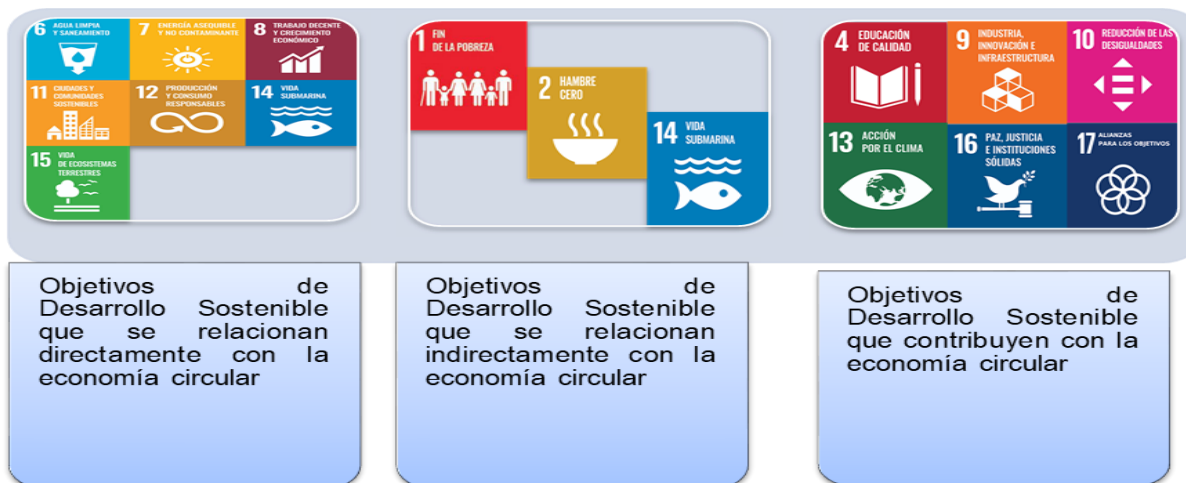 6 AGUA LIMPIA
Y SANEAMIENTO
7 ENERGÍA ASEQUIBLE
Y NO CONTAMINANTE
8 TRABAJO DECENTE
Y CRECIMIENTO
ECONÓMICO
11 CIUDADES Y
COMUNIDADES
SOSTENIBLES
12 PRODUCCIÓN
Y CONSUMO
RESPONSABLES
14 VIDA
SUBMARINA
15 VIDA
DE ECOSISTEMAS
TERRESTRES
1 FIN
DE LA POBREZA
2 HAMBRE
CERO
14 VIDA
SUBMARINA
4 EDUCACIÓN
DE CALIDAD
9 INDUSTRIA,
INNOVACIÓN E
INFRAESTRUCTURA
10 REDUCCIÓN DE LAS
DESIGUALDADES
13 ACCIÓN
POR EL CLIMA
16 PAZ, JUSTICIA
E INSTITUCIONES
SÓLIDAS
17 ALIANZAS
PARA LOS OBJETIVOS
Objetivos de
Desarrollo Sostenible
que se relacionan
directamente con la
economía circular
Objetivos de
Desarrollo Sostenible
que se relacionan
indirectamente con la
economía circular
Objetivos de
Desarrollo Sostenible
que contribuyen con la
economía circular